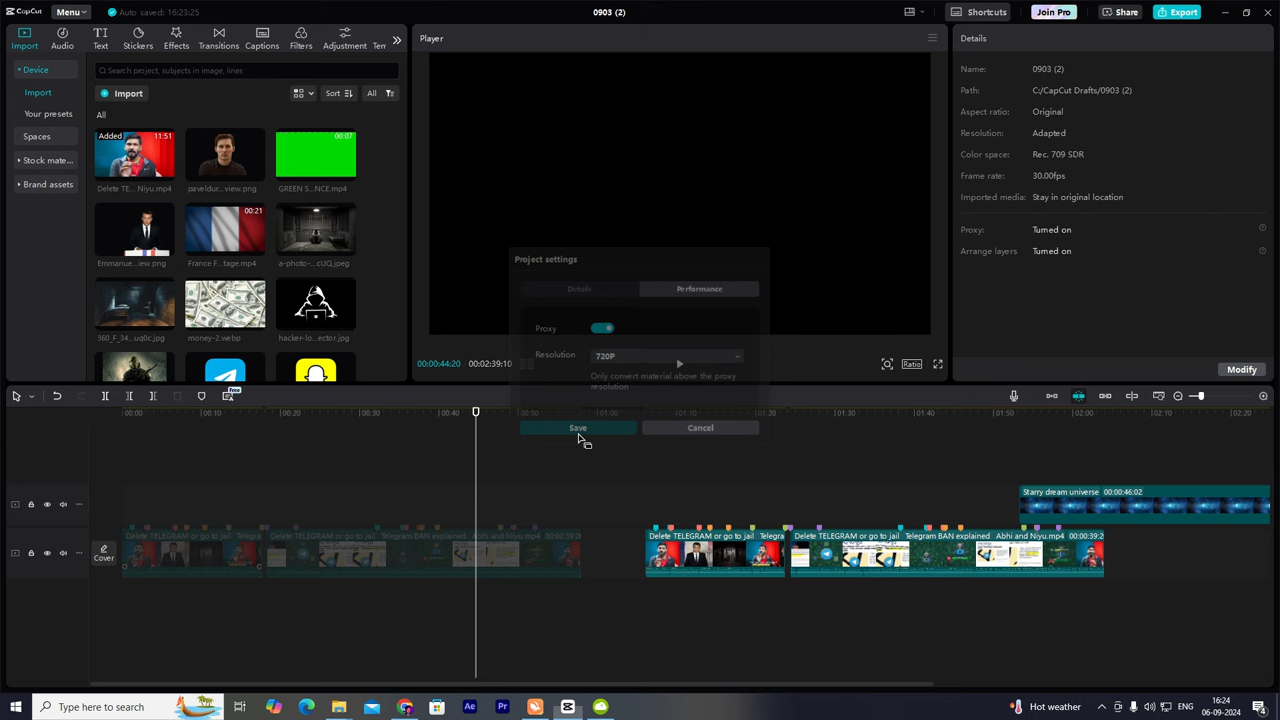 CapCut
Menu
Auto saved: 16:23:25
0903 (2)
Shortcuts
Join Pro
Share
Export
Import
Audio
Text
Stickers
Effects
Transitions
Captions
Filters
Adjustment
Tem
Device
Import
Your presets
Spaces
Stock mate...
Brand assets
Search project, subjects in image, lines
Import
Sort
All
All
Added
11:51
00:07
Delete TE... Niyu.mp4
paveldur...view.png
GREEN S...NCE.mp4
00:21
Emmanue...iew.png
France F...tage.mp4
a-photo-...cUQ.jpeg
360_F_34...uq0c.jpg
money-2.webp
hacker-lo...ector.jpg
Player
00:00:44:20
00:02:39:10
Ratio
Project settings
Details
Performance
Proxy
Resolution
720P
Only convert material above the proxy
resolution
Save
Cancel
Details
Name:
0903 (2)
Path:
C:/CapCut Drafts/0903 (2)
Aspect ratio:
Original
Resolution:
Adapted
Color space:
Rec. 709 SDR
Frame rate:
30.00fps
Imported media:
Stay in original location
Proxy:
Turned on
Arrange layers
Turned on
Modify
Free
00:00
00:10
00:20
00:30
00:40
00:50
01:00
01:10
01:20
01:30
01:40
01:50
02:00
02:10
02:20
Starry dream universe 00:00:46:02
Cover
Delete TELEGRAM or go to jail Telegra
Delete TELEGRAM or go to jail Telegram BAN explained Abhi and Niyu.mp4 00:00:39:2
Delete TELEGRAM or go to jail Telegra
Delete TELEGRAM or go to jail Telegram BAN explained Abhi and Niyu.mp4 00:00:39:2
Type here to search
Ae
Pr
Hot weather
ENG
16:24
06-09-2024